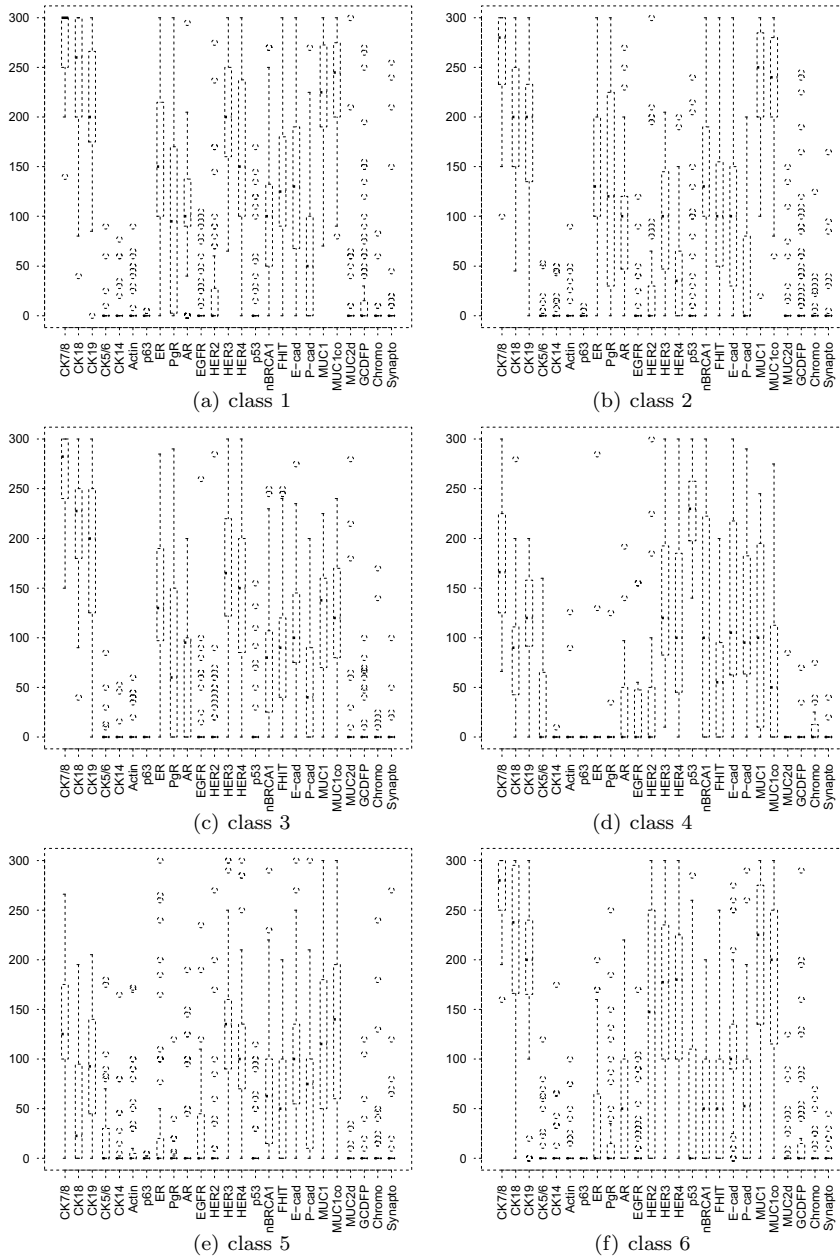 300
250
200
150
100
50
0
CK7/8
CK18
CK19
CK5/6
CK14
Actin
p63
ER
PgR
AR
EGFR
HER2
HER3
HER4
p53
nBRCA1
FHIT
E-cad
P-cad
MUC1
MUC1co
MUC2d
GCDFP
Chromo
Synapto
(a) class 1
300
250
200
150
100
50
0
CK7/8
CK18
CK19
CK5/6
CK14
Actin
p63
ER
PgR
AR
EGFR
HER2
HER3
HER4
p53
nBRCA1
FHIT
E-cad
P-cad
MUC1
MUC1co
MUC2d
GCDFP
Chromo
Synapto
(b) class 2
300
250
200
150
100
50
0
CK7/8
CK18
CK19
CK5/6
CK14
Actin
p63
ER
PgR
AR
EGFR
HER2
HER3
HER4
p53
nBRCA1
FHIT
E-cad
P-cad
MUC1
MUC1co
MUC2d
GCDFP
Chromo
Synapto
(c) class 3
300
250
200
150
100
50
0
CK7/8
CK18
CK19
CK5/6
CK14
Actin
p63
ER
PgR
AR
EGFR
HER2
HER3
HER4
p53
nBRCA1
FHIT
E-cad
P-cad
MUC1
MUC1co
MUC2d
GCDFP
Chromo
Synapto
(d) class 4
300
250
200
150
100
50
0
CK7/8
CK18
CK19
CK5/6
CK14
Actin
p63
ER
PgR
AR
EGFR
HER2
HER3
HER4
p53
nBRCA1
FHIT
E-cad
P-cad
MUC1
MUC1co
MUC2d
GCDFP
Chromo
Synapto
(e) class 5
300
250
200
150
100
50
0
CK7/8
CK18
CK19
CK5/6
CK14
Actin
p63
ER
PgR
AR
EGFR
HER2
HER3
HER4
p53
nBRCA1
FHIT
E-cad
P-cad
MUC1
MUC1co
MUC2d
GCDFP
Chromo
Synapto
(f) class 6